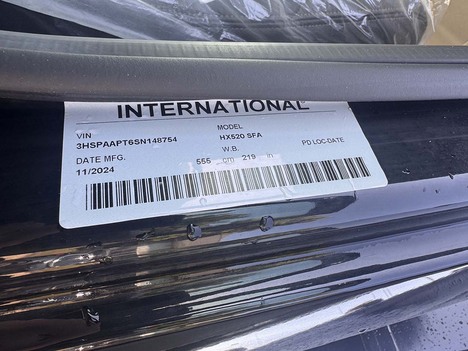 INTERNATIONAL
VIN MODEL
3HSPAAPT6SN148754 HX520 SFA
DATE MFG. W.B. PD LOC-DATE
11/2024 555 cm 219 in